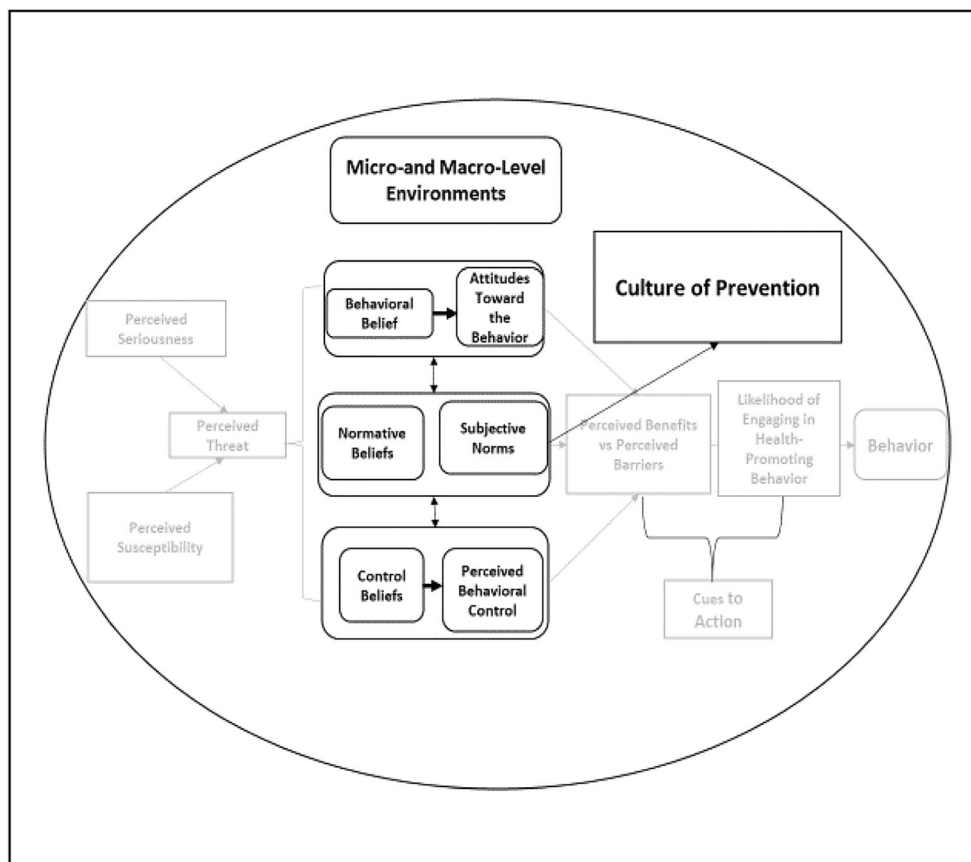 Micro-and Macro-Level
Environments
Culture of Prevention
Behavioral
Belief
Attitudes
Toward
the
Behavior
Perceived
Seriousness
Perceived
Threat
Perceived
Susceptibility
Normative
Beliefs
Subjective
Norms
Control
Beliefs
Perceived
Behavioral
Control
Perceived Benefits
vs Perceived
Barriers
Likelihood of
Engaging in
Health-
Promoting
Behavior
Behavior
Cues to
Action